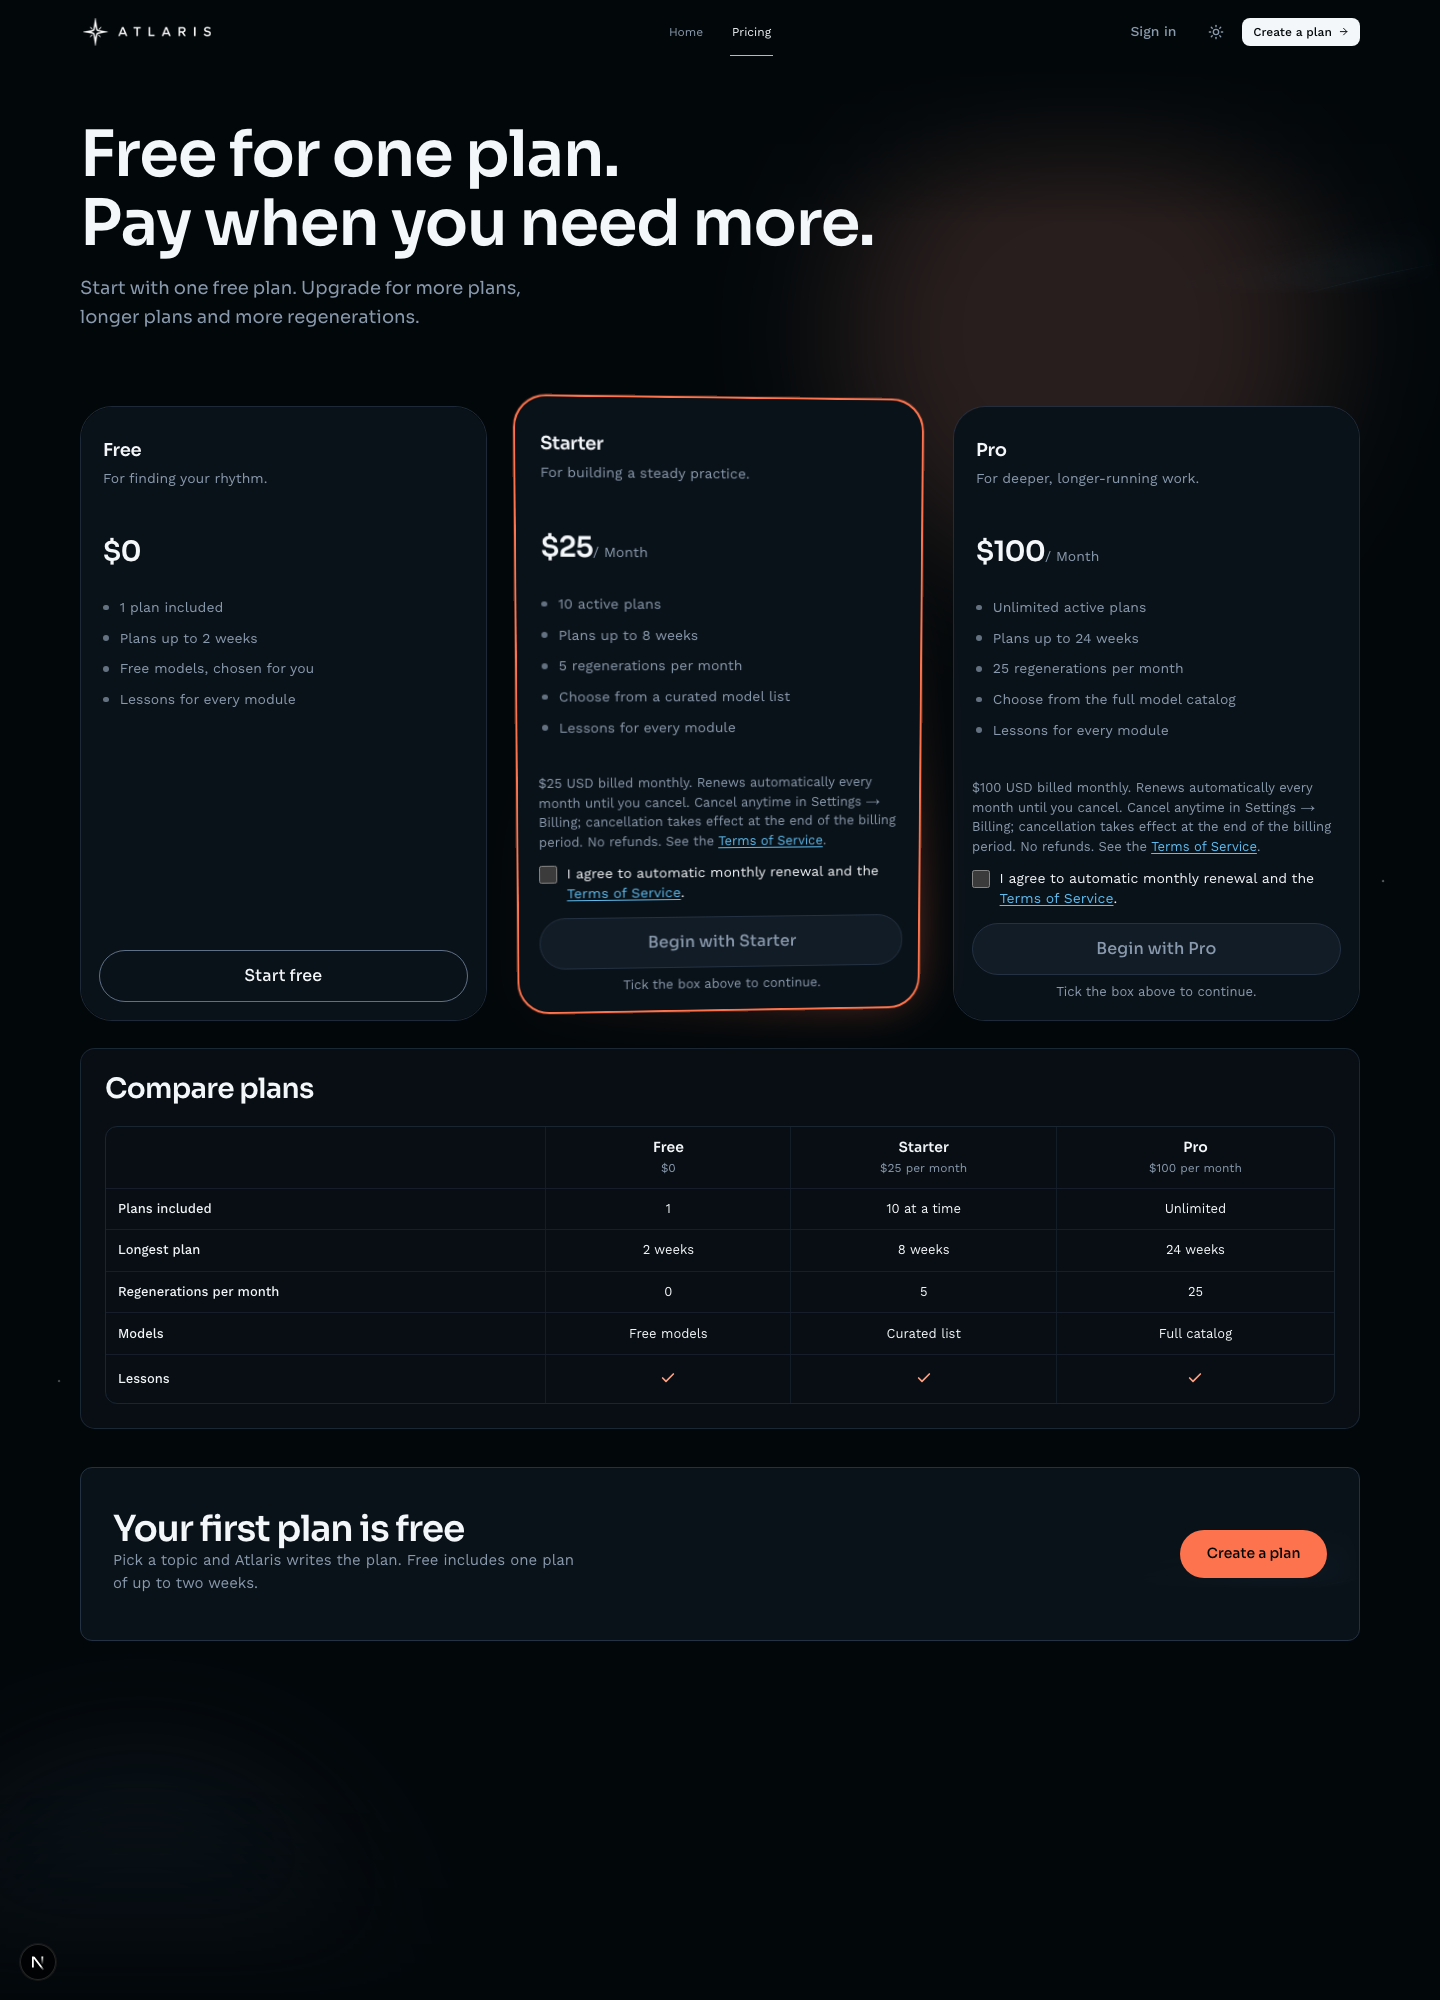 ATLARIS
Home
Pricing
Sign in
Create a plan →
Free for one plan.
Pay when you need more.
Start with one free plan. Upgrade for more plans,
longer plans and more regenerations.
Free
For finding your rhythm.
$0
1 plan included
Plans up to 2 weeks
Free models, chosen for you
Lessons for every module
Start free
Starter
For building a steady practice.
$25/ Month
10 active plans
Plans up to 8 weeks
5 regenerations per month
Choose from a curated model list
Lessons for every module
$25 USD billed monthly. Renews automatically every
month until you cancel. Cancel anytime in Settings →
Billing; cancellation takes effect at the end of the billing
period. No refunds. See the Terms of Service.
I agree to automatic monthly renewal and the
Terms of Service.
Begin with Starter
Tick the box above to continue.
Pro
For deeper, longer-running work.
$100/ Month
Unlimited active plans
Plans up to 24 weeks
25 regenerations per month
Choose from the full model catalog
Lessons for every module
$100 USD billed monthly. Renews automatically every
month until you cancel. Cancel anytime in Settings →
Billing; cancellation takes effect at the end of the billing
period. No refunds. See the Terms of Service.
I agree to automatic monthly renewal and the
Terms of Service.
Begin with Pro
Tick the box above to continue.
Compare plans
Free Starter Pro
$0 $25 per month $100 per month
Plans included 1 10 at a time Unlimited
Longest plan 2 weeks 8 weeks 24 weeks
Regenerations per month 0 5 25
Models Free models Curated list Full catalog
Lessons ✓ ✓ ✓
Your first plan is free
Pick a topic and Atlaris writes the plan. Free includes one plan
of up to two weeks.
Create a plan
N